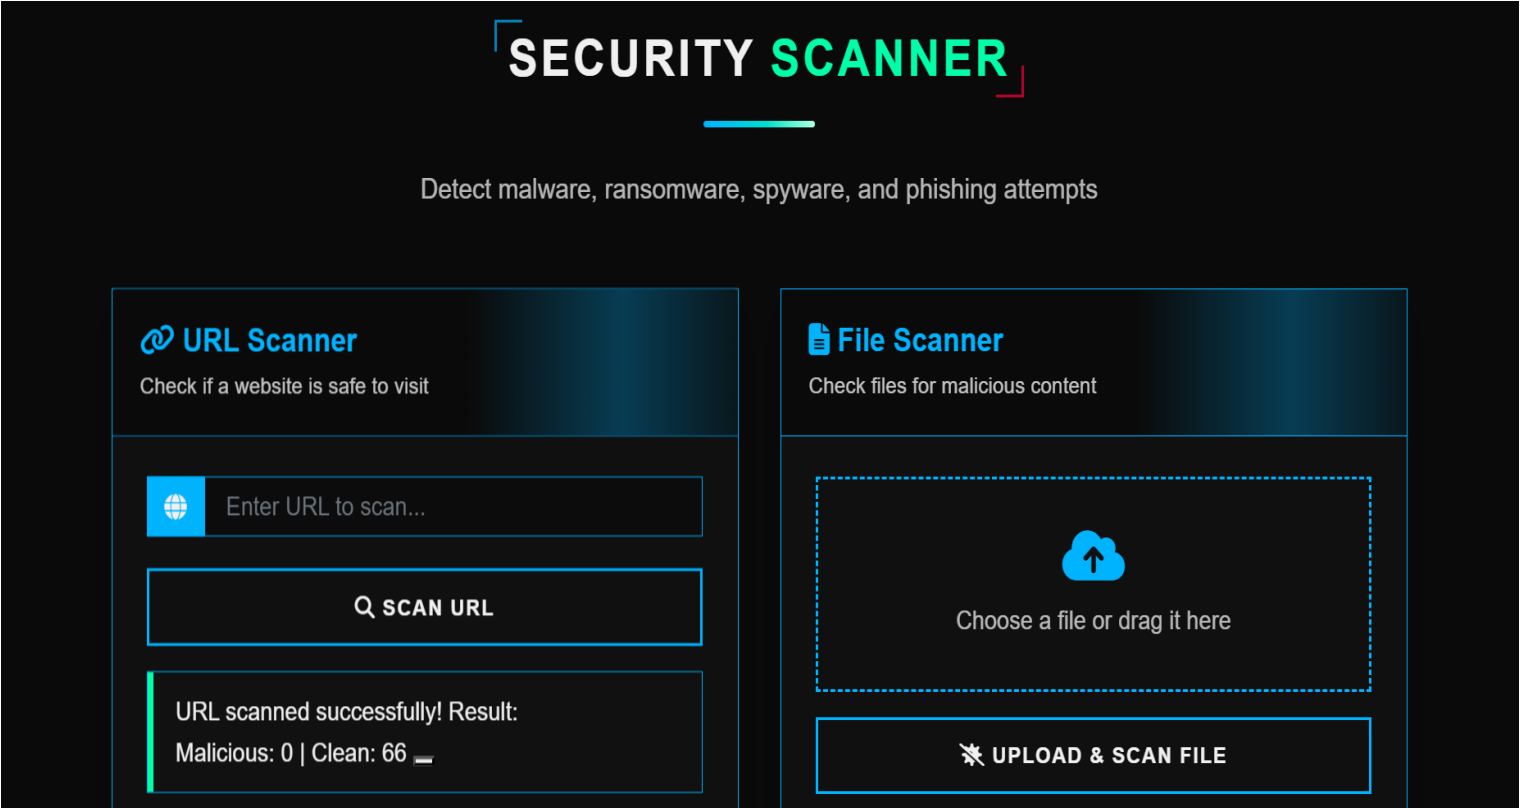 SECURITY SCANNER
Detect malware, ransomware, spyware, and phishing attempts
URL Scanner
Check if a website is safe to visit
Enter URL to scan...
SCAN URL
URL scanned successfully! Result:
Malicious: 0 | Clean: 66
File Scanner
Check files for malicious content
Choose a file or drag it here
UPLOAD & SCAN FILE